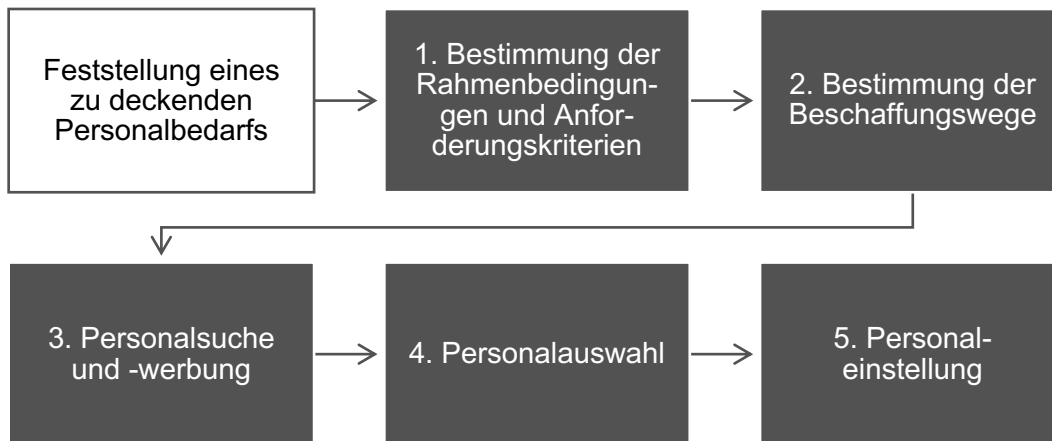 Feststellung eines
zu deckenden
Personalbedarfs
1. Bestimmung der
Rahmenbedingun-
gen und Anfor-
derungskriterien
2. Bestimmung der
Beschaffungswege
3. Personalsuche
und -werbung
4. Personalauswahl
5. Personal-
einstellung